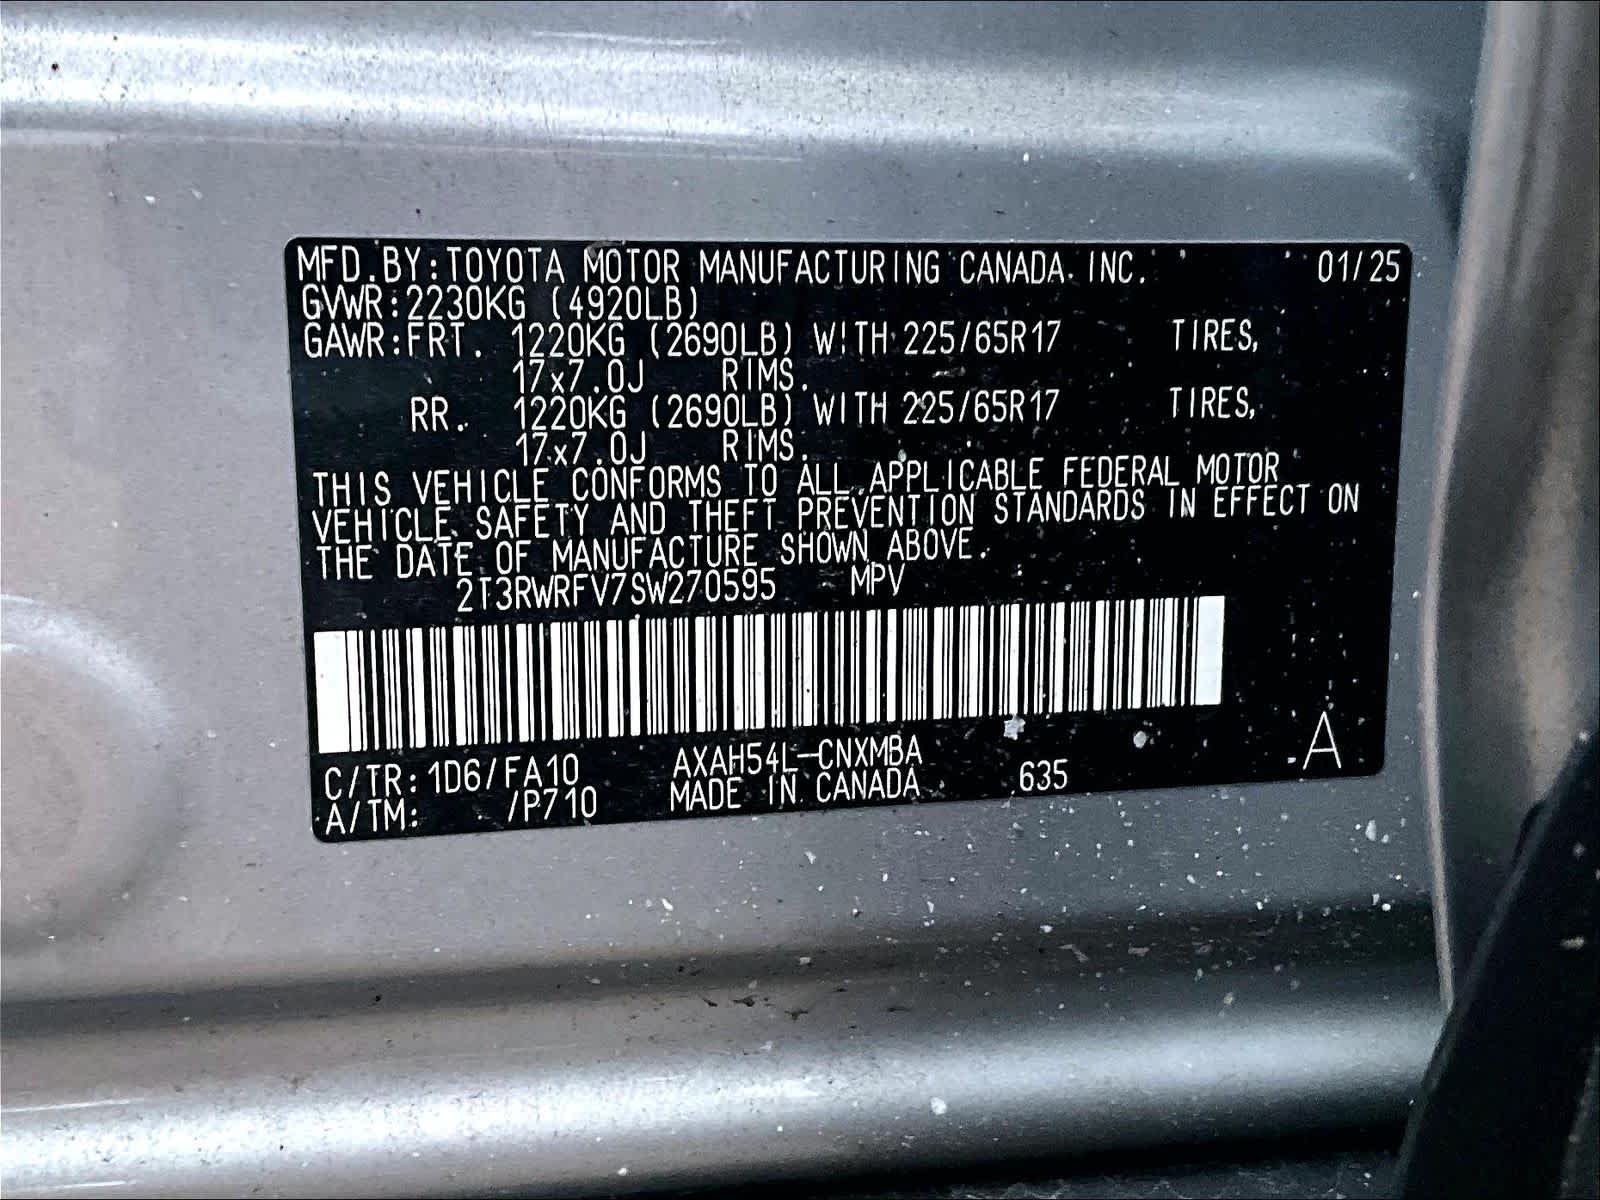 MFD.BY:TOYOTA MOTOR MANUFACTURING CANADA INC. 01/25
GVWR:2230KG (4920LB)
GAWR:FRT. 1220KG (2690LB) WITH 225/65R17 TIRES,
17x7.0J RIMS.
RR. 1220KG (2690LB) WITH 225/65R17 TIRES,
17x7.0J RIMS.
THIS VEHICLE CONFORMS TO ALL APPLICABLE FEDERAL MOTOR
VEHICLE SAFETY AND THEFT PREVENTION STANDARDS IN EFFECT ON
THE DATE OF MANUFACTURE SHOWN ABOVE.
2T3RWRFV7SW270595 MPV
C/TR:1D6/FA10 AXAH54L-CNXMBA
A/TM: /P710 MADE IN CANADA 635 A